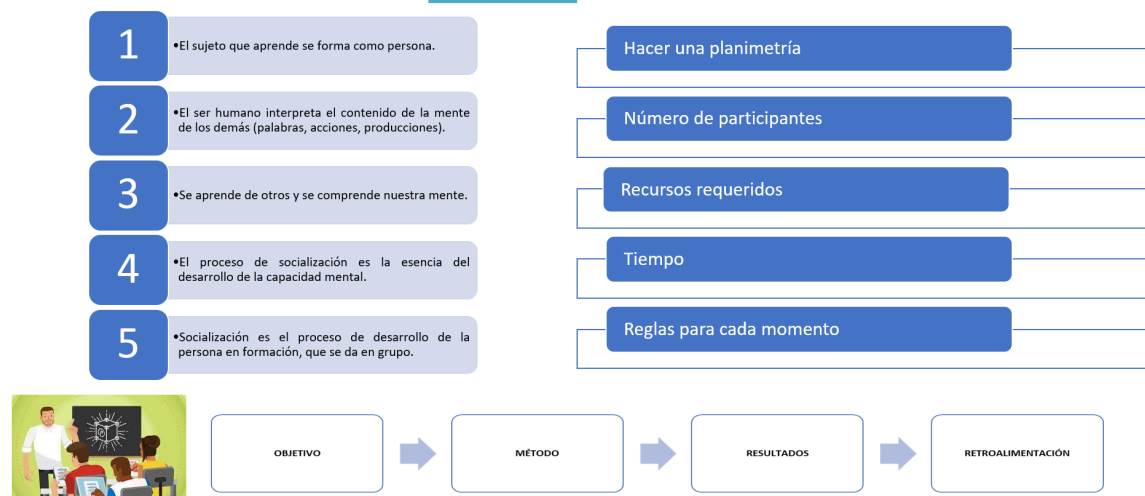 1
•El sujeto que aprende se forma como persona.
2
•El ser humano interpreta el contenido de la mente
de los demás (palabras, acciones, producciones).
3
•Se aprende de otros y se comprende nuestra mente.
4
•El proceso de socialización es la esencia del
desarrollo de la capacidad mental.
5
•Socialización es el proceso de desarrollo de la
persona en formación, que se da en grupo.
Hacer una planimetría
Número de participantes
Recursos requeridos
Tiempo
Reglas para cada momento
OBJETIVO
MÉTODO
RESULTADOS
RETROALIMENTACIÓN